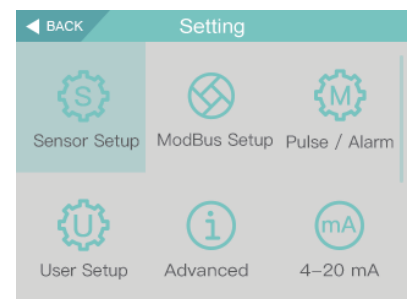 BACK Setting
S M
Sensor Setup ModBus Setup Pulse / Alarm
U i mA
User Setup Advanced 4–20 mA